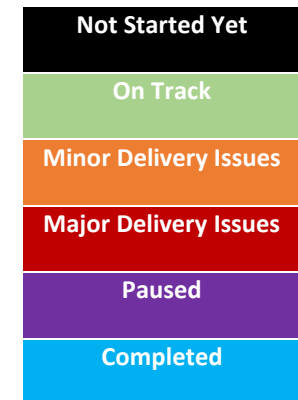 Not Started Yet
On Track
Minor Delivery Issues
Major Delivery Issues
Paused
Completed